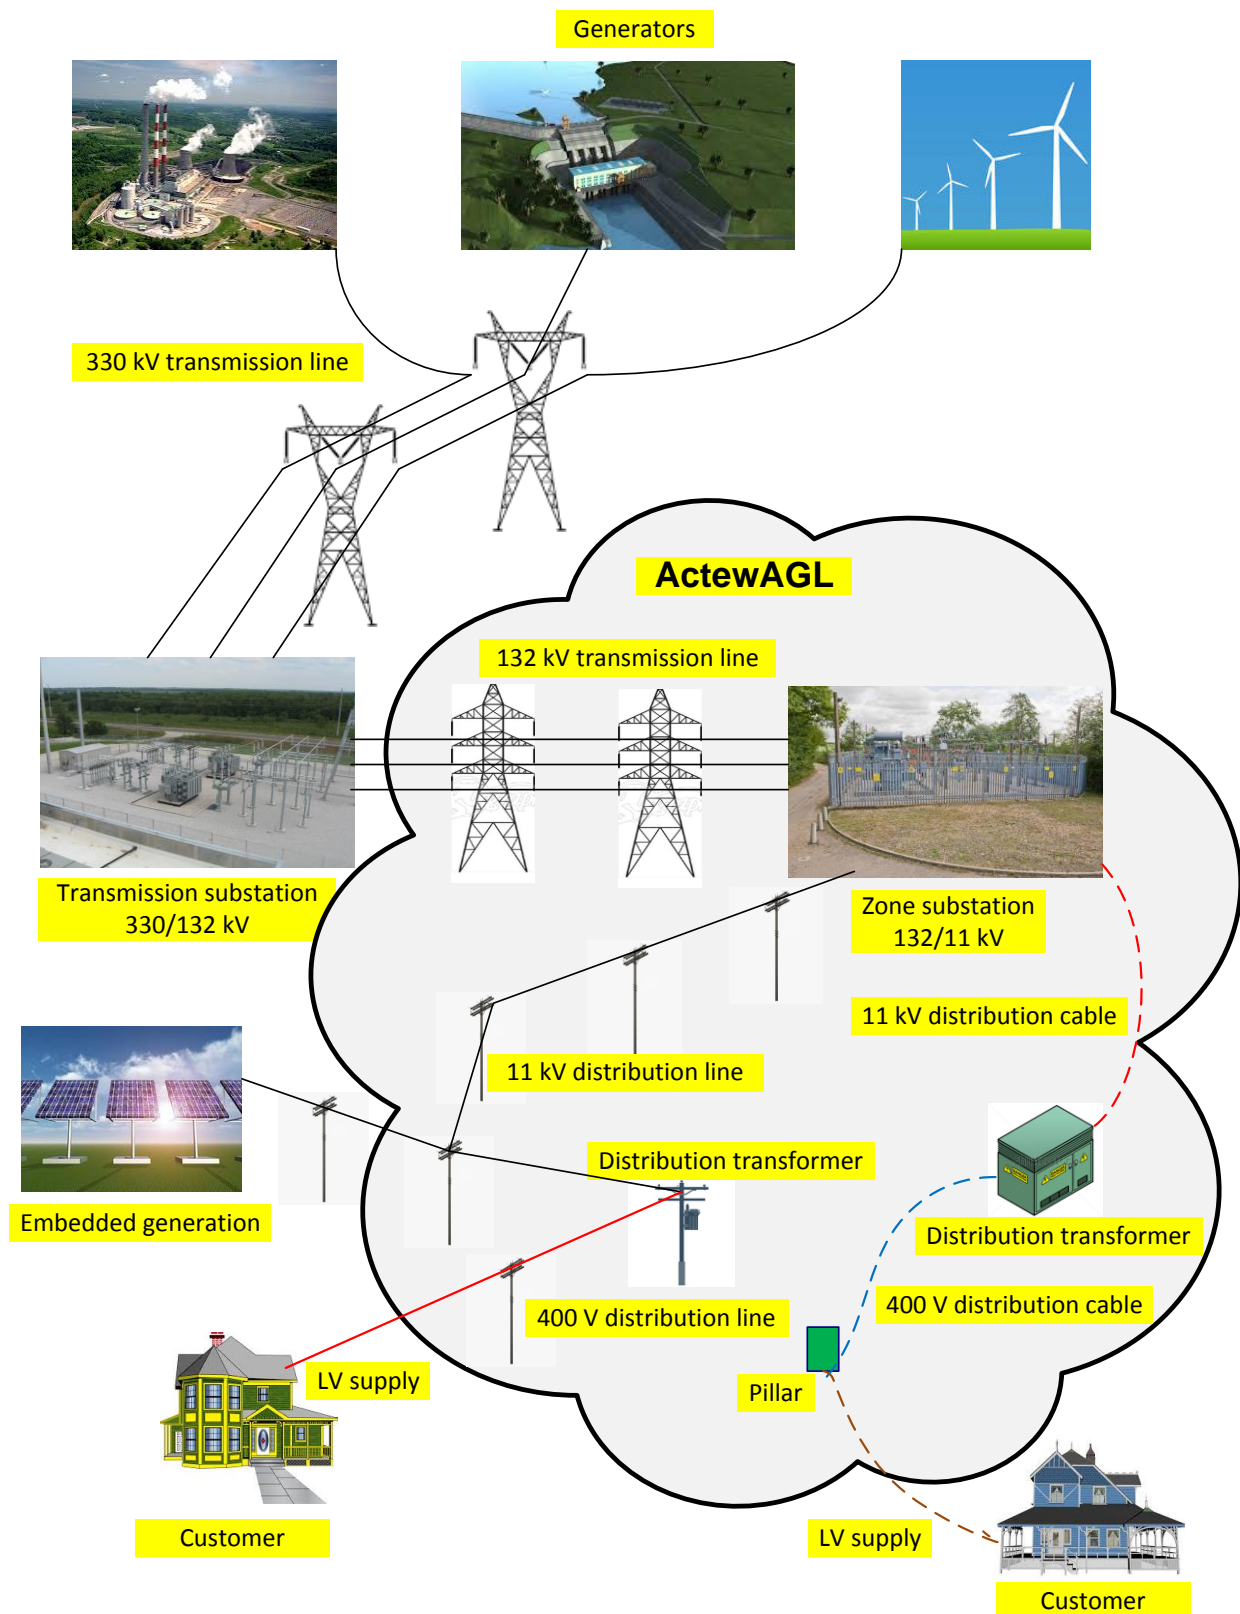 Generators
330 kV transmission line
ActewAGL
132 kV transmission line
Transmission substation
330/132 kV
Zone substation
132/11 kV
11 kV distribution cable
11 kV distribution line
Distribution transformer
Embedded generation
Distribution transformer
400 V distribution line
400 V distribution cable
LV supply
Pillar
Customer
LV supply
Customer